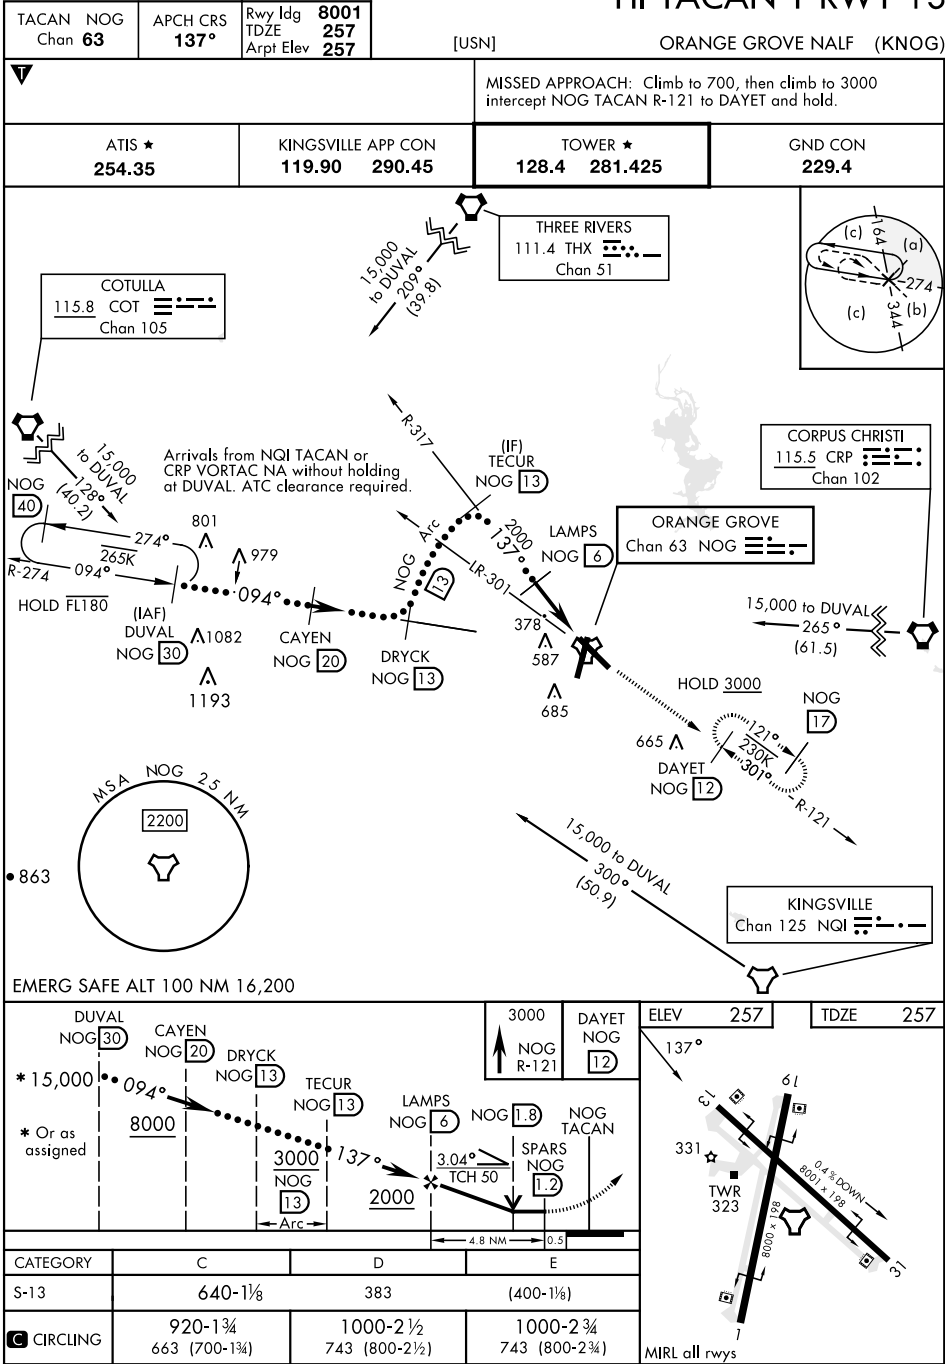 HI-TACAN Y RWY 13
TACAN NOG
Chan 63
APCH CRS
137°
Rwy ldg 8001
TDZE 257
Arpt Elev 257
[USN]
ORANGE GROVE NALF (KNOG)
T
MISSED APPROACH: Climb to 700, then climb to 3000
intercept NOG TACAN R-121 to DAYET and hold.
ATIS ★
254.35
KINGSVILLE APP CON
119.90 290.45
TOWER ★
128.4 281.425
GND CON
229.4
THREE RIVERS
111.4 THX
Chan 51
15,000
to DUVAL
209°
(39.8)
(c)
164
(a)
274
(c)
344
(b)
COTULLA
115.8 COT
Chan 105
15,000
to DUVAL
128°
(40.2)
Arrivals from NQI TACAN or
CRP VORTAC NA without holding
at DUVAL. ATC clearance required.
R-317
(IF)
TECUR
NOG 13
CORPUS CHRISTI
115.5 CRP
Chan 102
NOG
40
274°
265K
094°
R-274
HOLD FL180
801
979
094°
(IAF)
DUVAL
NOG 30
1082
1193
CAYEN
NOG 20
DRYCK
NOG 13
NOG
13
Arc
LR-301
2000
137°
LAMPS
NOG 6
ORANGE GROVE
Chan 63 NOG
378
587
685
15,000 to DUVAL
265°
(61.5)
HOLD 3000
NOG
17
121°
230K
301°
665
DAYET
NOG 12
R-121
MSA NOG 25 NM
2200
863
15,000 to DUVAL
300°
(50.9)
KINGSVILLE
Chan 125 NQI
EMERG SAFE ALT 100 NM 16,200
DUVAL
NOG 30
CAYEN
NOG 20
DRYCK
NOG 13
TECUR
NOG 13
* 15,000
094°
8000
* Or as
assigned
3000
NOG
13
Arc
137°
2000
LAMPS
NOG 6
NOG 1.8
3.04°
TCH 50
SPARS
NOG
1.2
NOG
TACAN
4.8 NM
0.5
3000
NOG
R-121
DAYET
NOG
12
ELEV 257
TDZE 257
137°
13
19
331
TWR
323
0.4% DOWN
8001 x 198
8000 x 198
31
1
MIRL all rwys
CATEGORY C D E
S-13 640-1⅛ 383 (400-1⅛)
C CIRCLING
920-1¾
663 (700-1¾)
1000-2½
743 (800-2½)
1000-2¾
743 (800-2¾)